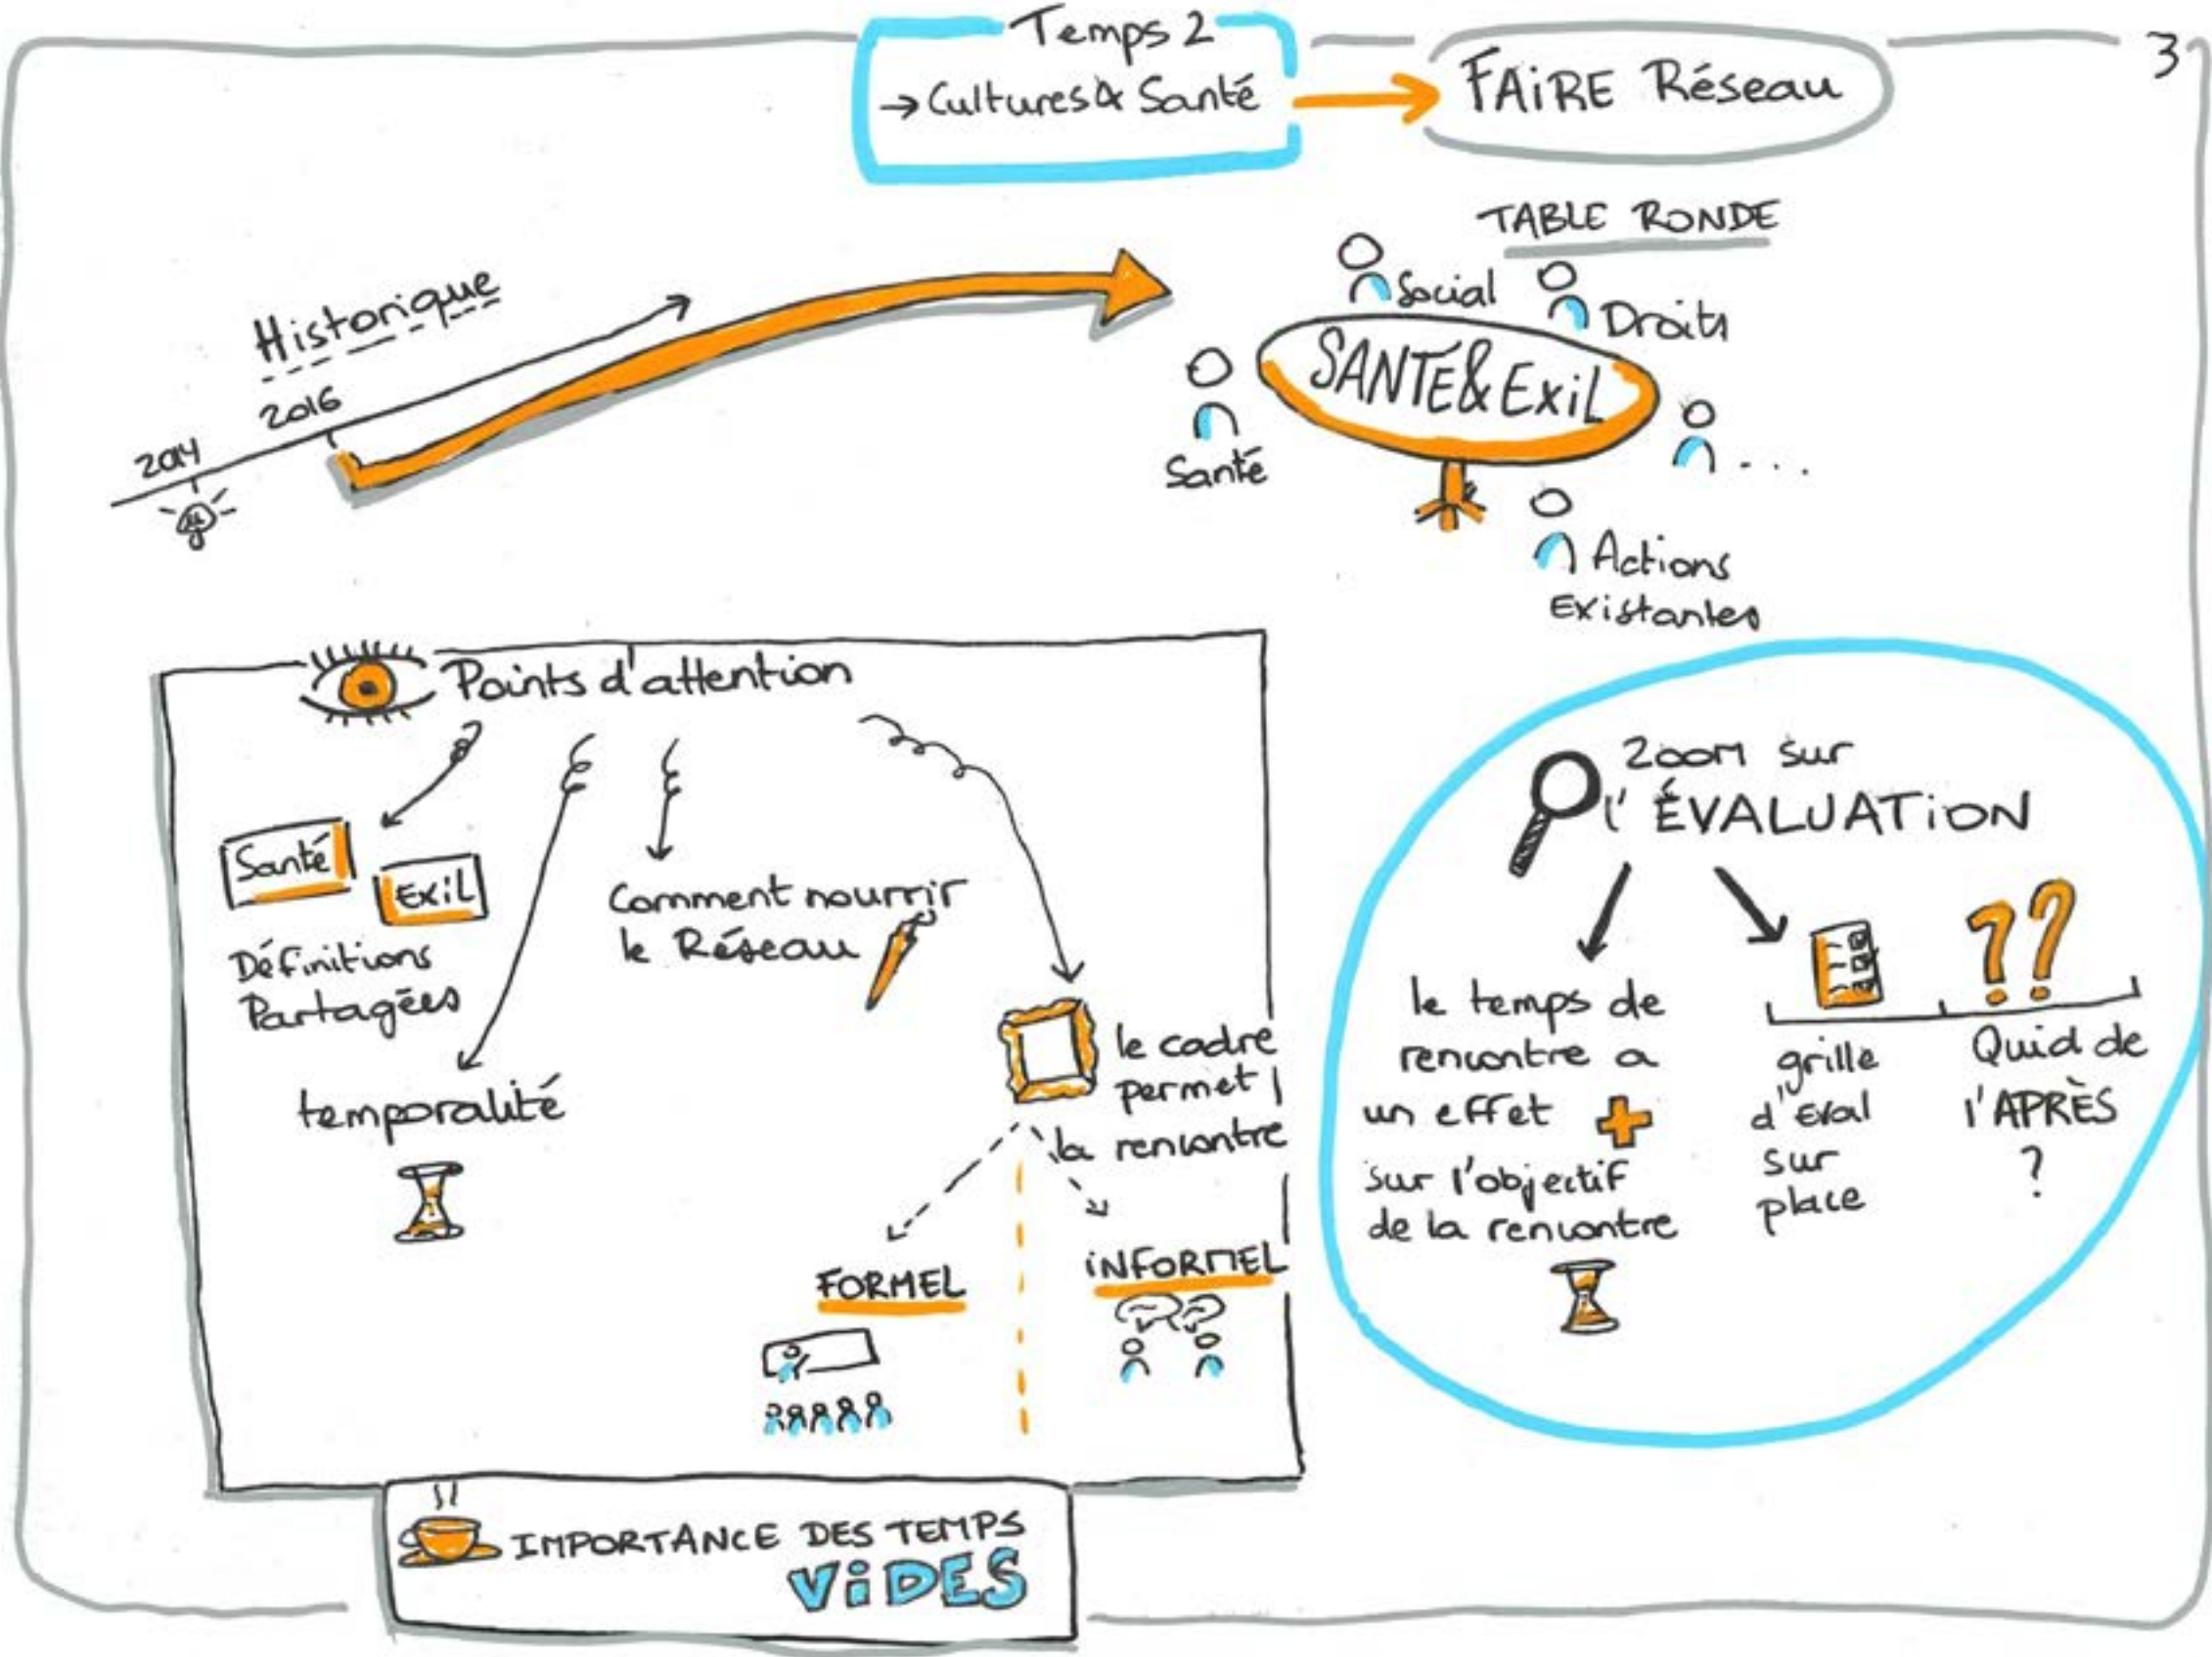 Temps 2
→ Cultures & Santé
FAiRE Réseau
3
Historique
2014
2016
TABLE RONDE
Social
Droits
SANTÉ & ExiL
Santé
...
Actions
Existantes
Points d'attention
Santé
ExiL
Définitions
Partagées
temporalité
Comment nourrir
le Réseau
le cadre
permet
la rencontre
FORMEL
iNFORMEL
IMPORTANCE DES TEMPS
ViDES
Zoom sur
l'ÉVALUATiON
le temps de
rencontre a
un effet +
sur l'objectif
de la rencontre
grille
d'Eval
sur
place
??
Quid de
l'APRÈS
?